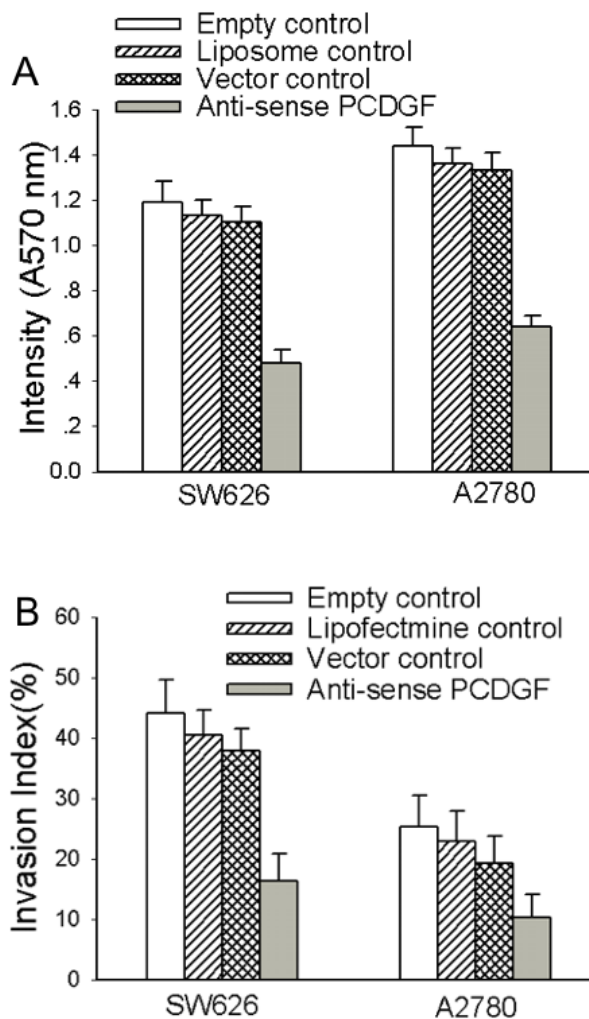 Empty control
Liposome control
Vector control
Anti-sense PCDGF
A
1.6
1.4
1.2
1.0
.8
.6
.4
.2
0.0
Intensity (A570 nm)
SW626 A2780
B
Empty control
Lipofectmine control
Vector control
Anti-sense PCDGF
60
50
40
30
20
10
0
Invasion Index(%)
SW626 A2780